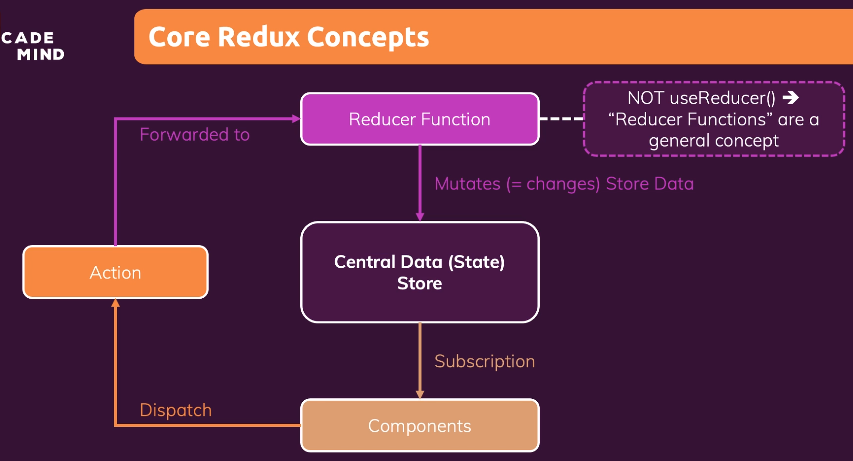 CADE
MIND
Core Redux Concepts
Reducer Function
NOT useReducer() ➔
“Reducer Functions” are a
general concept
Forwarded to
Mutates (= changes) Store Data
Action
Central Data (State)
Store
Subscription
Dispatch
Components